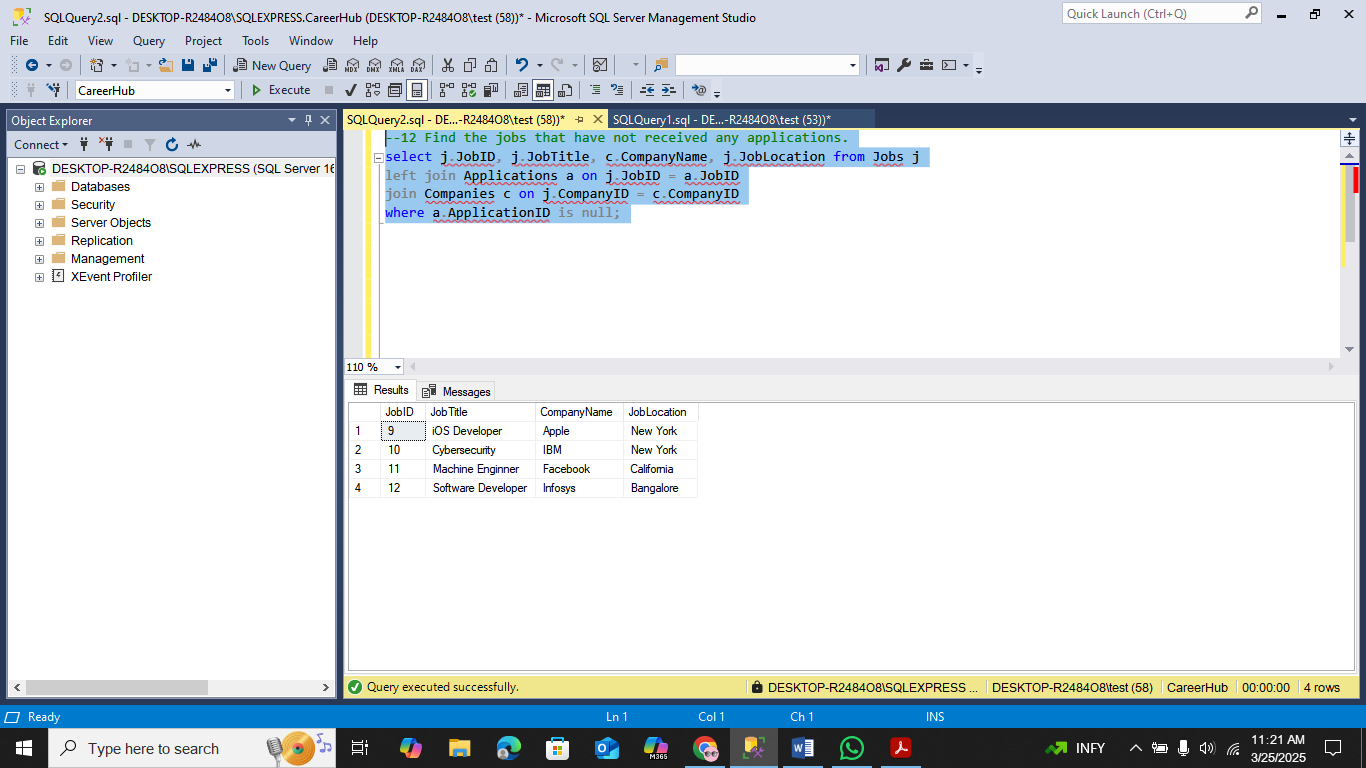 SQLQuery2.sql - DESKTOP-R2484O8\SQLEXPRESS.CareerHub (DESKTOP-R2484O8\test (58))* - Microsoft SQL Server Management Studio
Quick Launch (Ctrl+Q)
File Edit View Query Project Tools Window Help
New Query MDX DMX XMLA DAX
CareerHub Execute
Object Explorer
Connect
DESKTOP-R2484O8\SQLEXPRESS (SQL Server 16
Databases
Security
Server Objects
Replication
Management
XEvent Profiler
SQLQuery2.sql - DE...-R2484O8\test (58))* SQLQuery1.sql - DE...-R2484O8\test (53))*
--12 Find the jobs that have not received any applications.
select j.JobID, j.JobTitle, c.CompanyName, j.JobLocation from Jobs j
left join Applications a on j.JobID = a.JobID
join Companies c on j.CompanyID = c.CompanyID
where a.ApplicationID is null;
110 %
Results Messages
JobID JobTitle CompanyName JobLocation
1 9 iOS Developer Apple New York
2 10 Cybersecurity IBM New York
3 11 Machine Enginner Facebook California
4 12 Software Developer Infosys Bangalore
Query executed successfully. DESKTOP-R2484O8\SQLEXPRESS ... DESKTOP-R2484O8\test (58) CareerHub 00:00:00 4 rows
Ready Ln 1 Col 1 Ch 1 INS
Type here to search M365 INFY 11:21 AM
3/25/2025